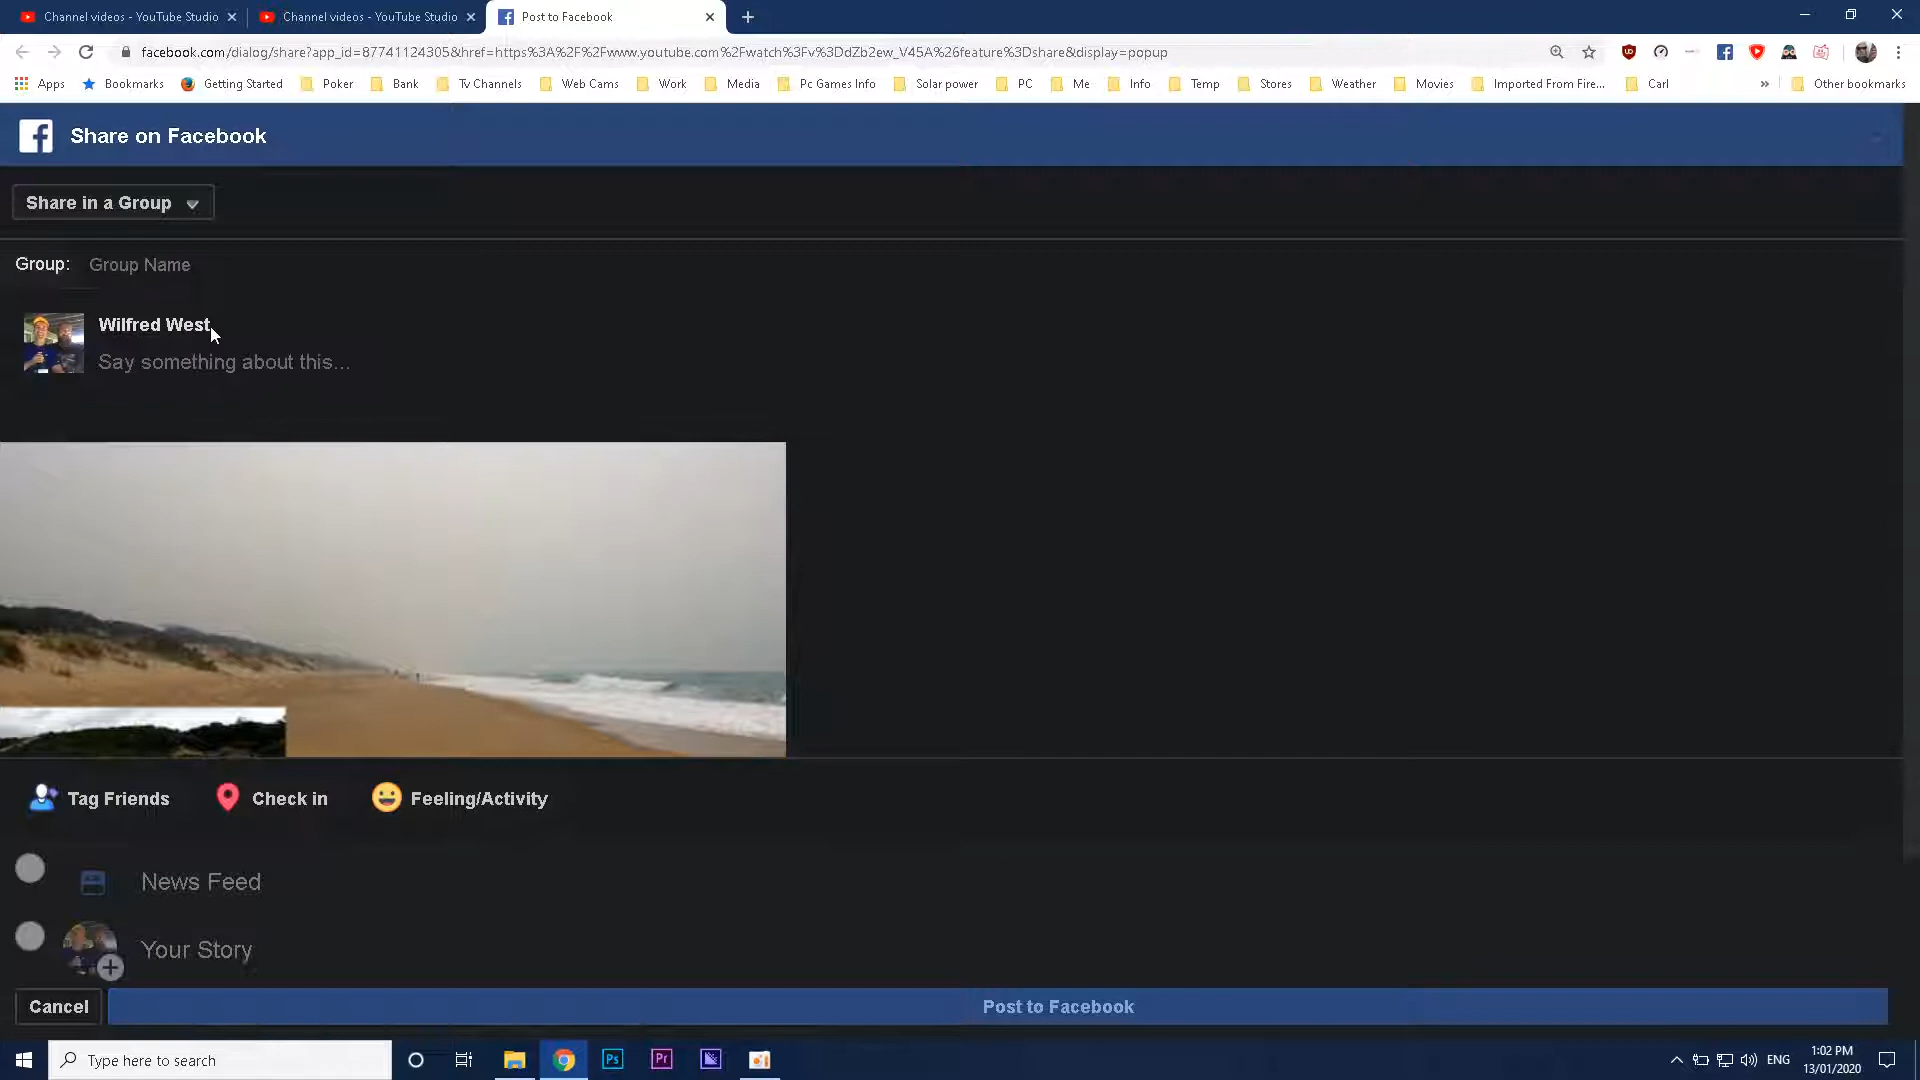 Channel videos - YouTube Studio
Channel videos - YouTube Studio
Post to Facebook
facebook.com/dialog/share?app_id=87741124305&href=https%3A%2F%2Fwww.youtube.com%2Fwatch%3Fv%3DdZb2ew_V45A%26feature%3Dshare&display=popup
Apps
Bookmarks
Getting Started
Poker
Bank
Tv Channels
Web Cams
Work
Media
Pc Games Info
Solar power
PC
Me
Info
Temp
Stores
Weather
Movies
Imported From Fire...
Carl
»
Other bookmarks
Share on Facebook
Share in a Group
Group: Group Name
Wilfred West
Say something about this...
Tag Friends
Check in
Feeling/Activity
News Feed
Your Story
Cancel
Post to Facebook
Type here to search
Ps
Pr
ENG
1:02 PM
13/01/2020